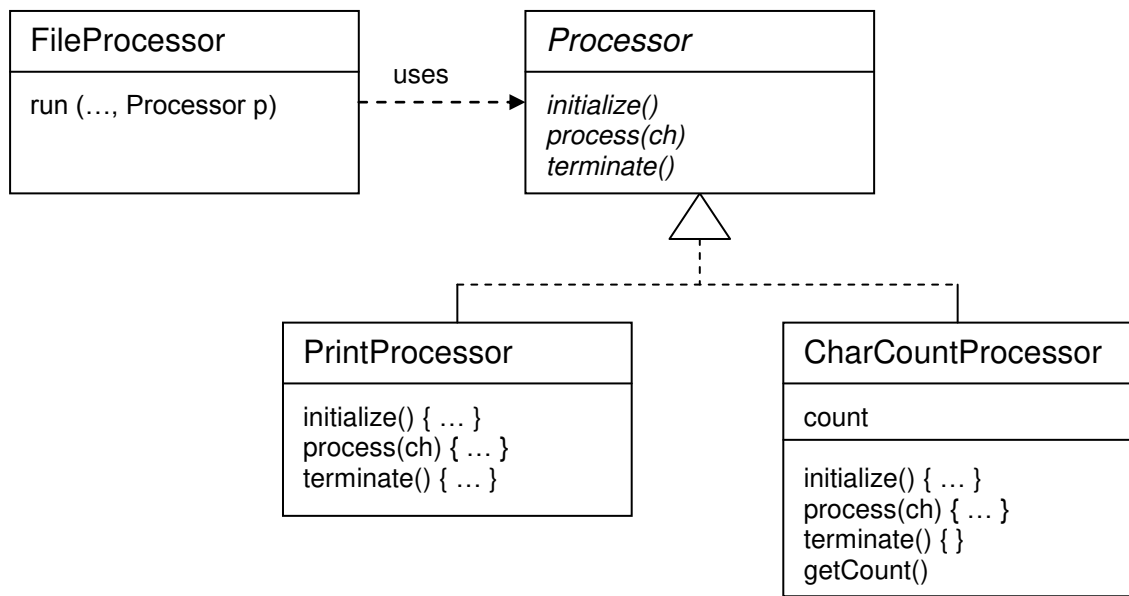 FileProcessor
run (…, Processor p)
uses
Processor
initialize()
process(ch)
terminate()
PrintProcessor
initialize() { … }
process(ch) { … }
terminate() { … }
CharCountProcessor
count
initialize() { … }
process(ch) { … }
terminate() { }
getCount()